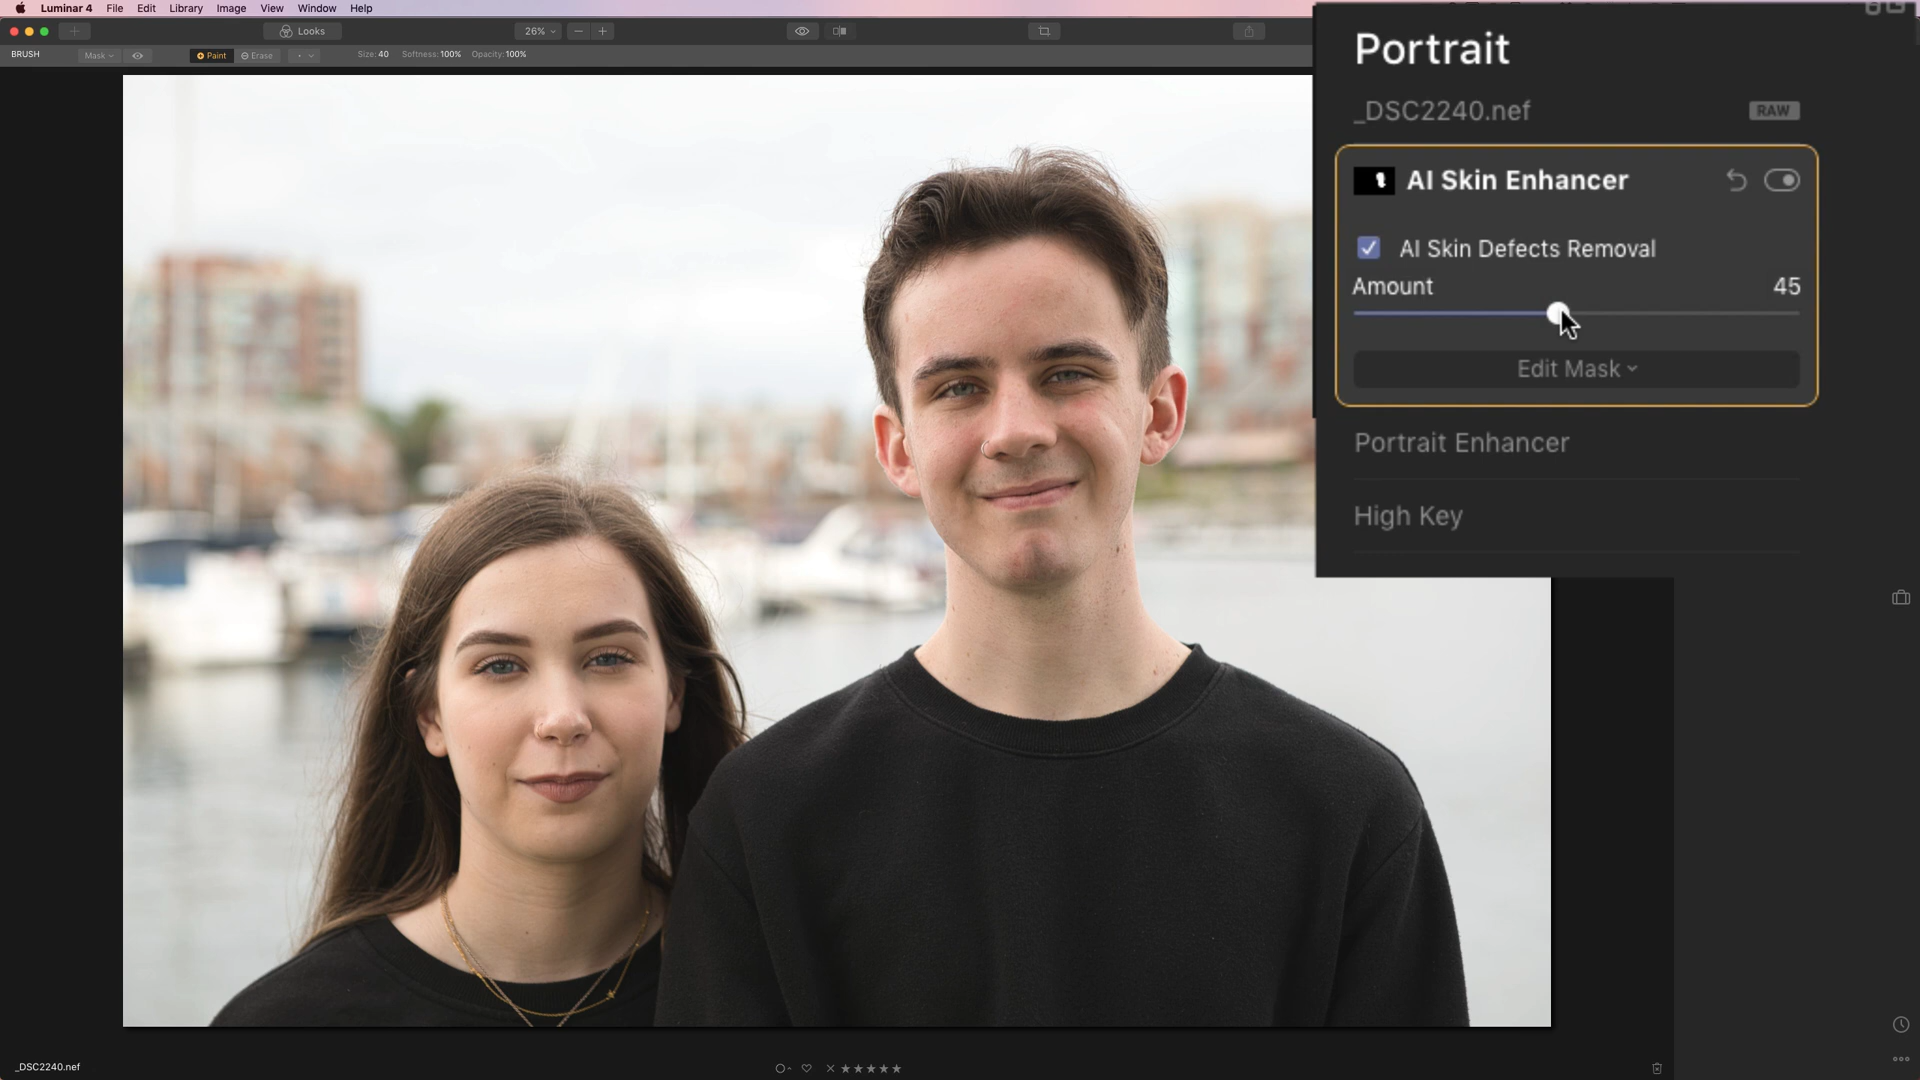 Luminar 4 File Edit Library Image View Window Help
Looks
26%
BRUSH Mask Paint Erase Size: 40 Softness: 100% Opacity: 100%
Portrait
_DSC2240.nef RAW
AI Skin Enhancer
AI Skin Defects Removal
Amount 45
Edit Mask
Portrait Enhancer
High Key
_DSC2240.nef